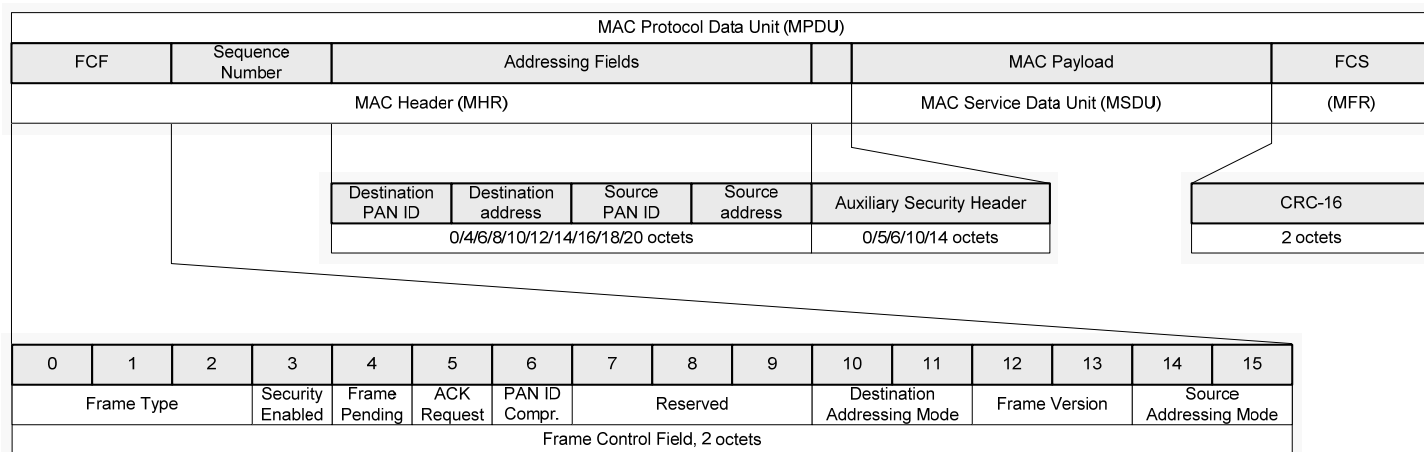 MAC Protocol Data Unit (MPDU)
FCF
Sequence
Number
Addressing Fields
MAC Payload
FCS
MAC Header (MHR)
MAC Service Data Unit (MSDU)
(MFR)
Destination
PAN ID
Destination
address
Source
PAN ID
Source
address
Auxiliary Security Header
CRC-16
0/4/6/8/10/12/14/16/18/20 octets
0/5/6/10/14 octets
2 octets
0 1 2 3 4 5 6 7 8 9 10 11 12 13 14 15
Frame Type
Security
Enabled
Frame
Pending
ACK
Request
PAN ID
Compr.
Reserved
Destination
Addressing Mode
Frame Version
Source
Addressing Mode
Frame Control Field, 2 octets